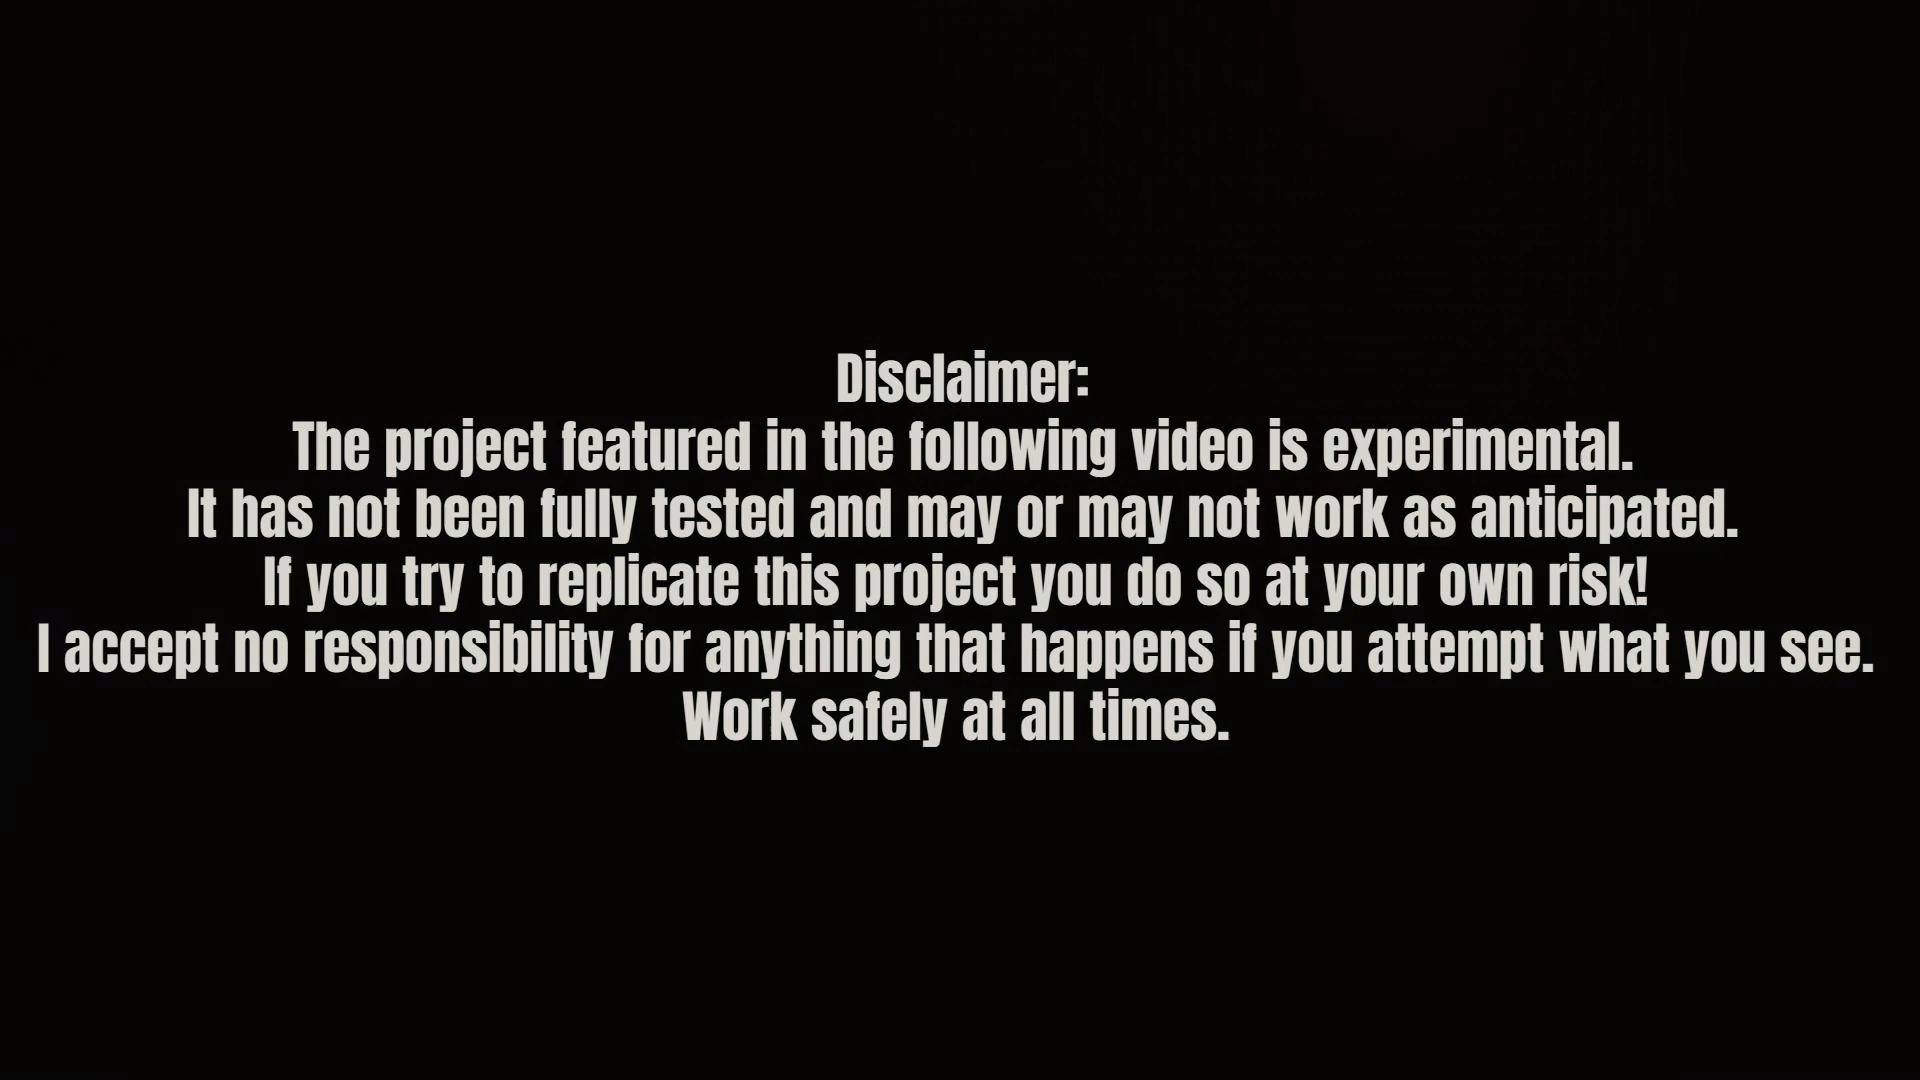 Disclaimer:
The project featured in the following video is experimental.
It has not been fully tested and may or may not work as anticipated.
If you try to replicate this project you do so at your own risk!
I accept no responsibility for anything that happens if you attempt what you see.
Work safely at all times.